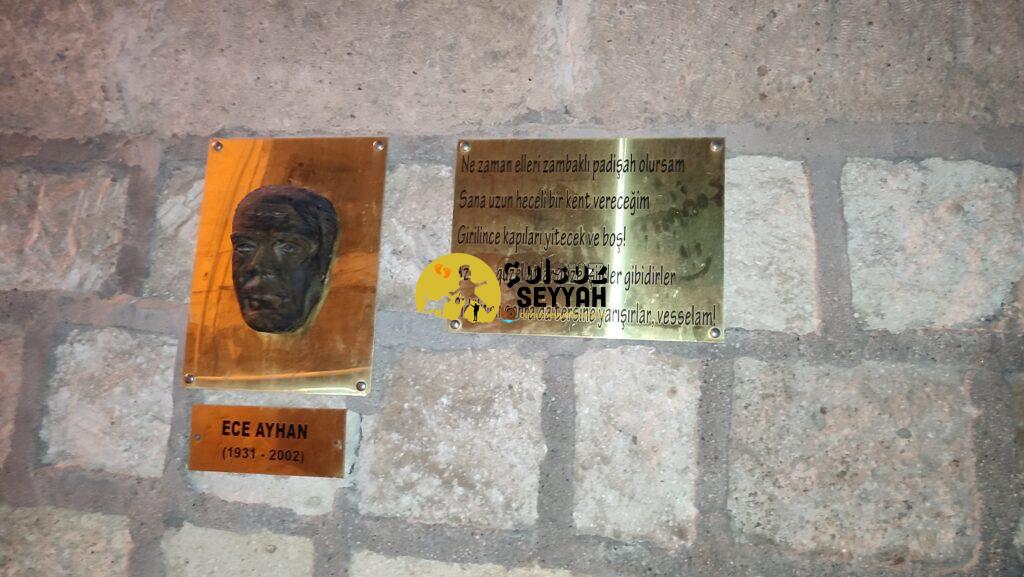 Ne zaman elleri zambaklı padişah olursam
Sana uzun heceli bir kent vereceğim
Girilince kapıları yitecek ve boş!
gibidirler
yarışırlar, vesselam!
SEYYAH
ECE AYHAN
(1931 - 2002)